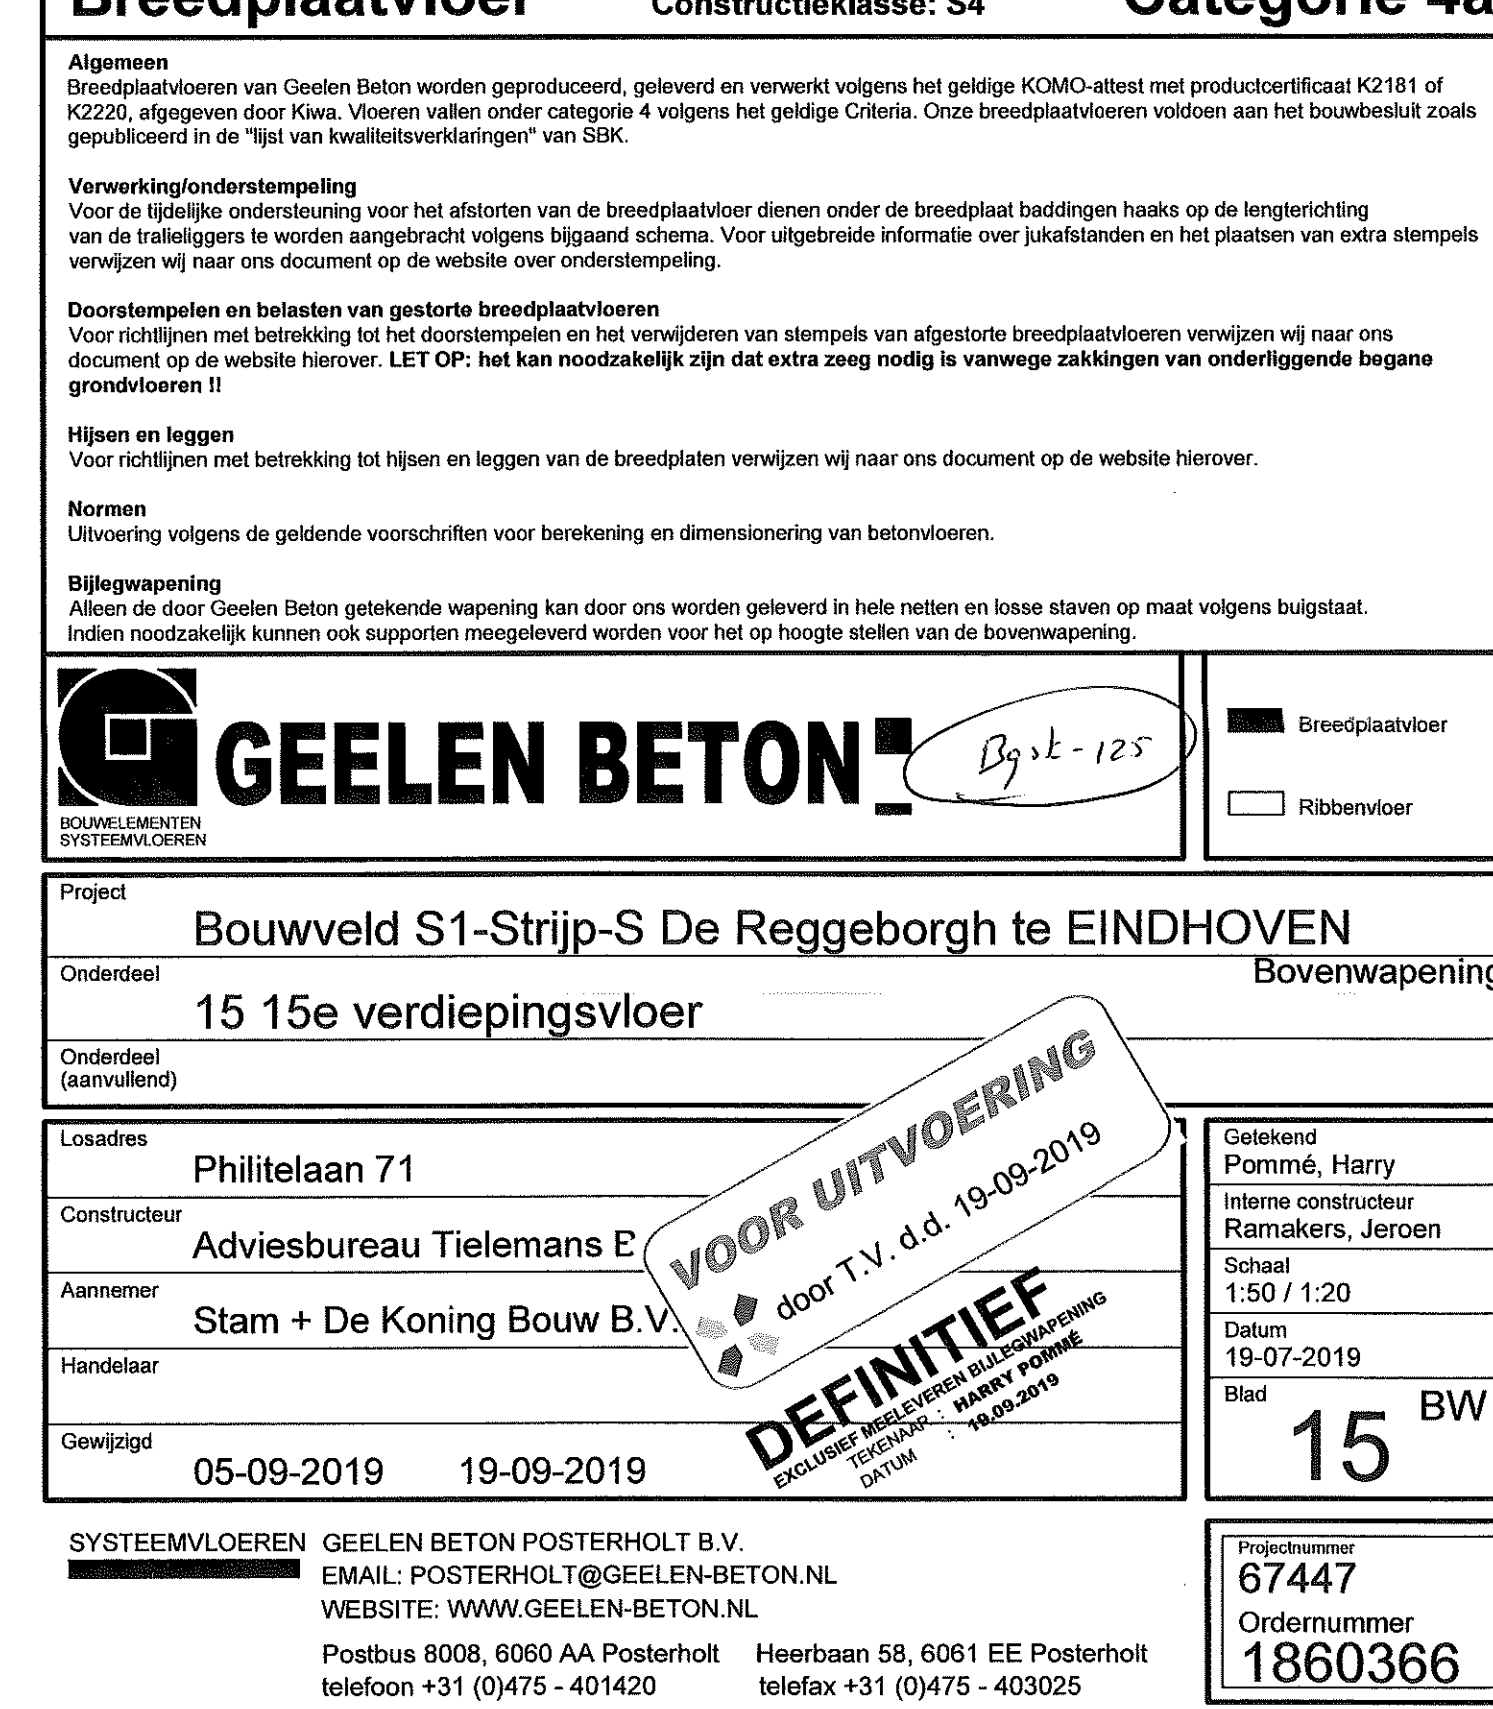 Breedplaatvloer Constructieklasse: S4 Categorie 4a
Algemeen
Breedplaatvloeren van Geelen Beton worden geproduceerd, geleverd en verwerkt volgens het geldige KOMO-attest met productcertificaat K2181 of
K2220, afgegeven door Kiwa. Vloeren vallen onder categorie 4 volgens het geldige Criteria. Onze breedplaatvloeren voldoen aan het bouwbesluit zoals
gepubliceerd in de "lijst van kwaliteitsverklaringen" van SBK.
Verwerking/onderstempeling
Voor de tijdelijke ondersteuning voor het afstorten van de breedplaatvloer dienen onder de breedplaat baddingen haaks op de lengterichting
van de tralieliggers te worden aangebracht volgens bijgaand schema. Voor uitgebreide informatie over jukafstanden en het plaatsen van extra stempels
verwijzen wij naar ons document op de website over onderstempeling.
Doorstempelen en belasten van gestorte breedplaatvloeren
Voor richtlijnen met betrekking tot het doorstempelen en het verwijderen van stempels van afgestorte breedplaatvloeren verwijzen wij naar ons
document op de website hierover. LET OP: het kan noodzakelijk zijn dat extra zeeg nodig is vanwege zakkingen van onderliggende begane
grondvloeren !!
Hijsen en leggen
Voor richtlijnen met betrekking tot hijsen en leggen van de breedplaten verwijzen wij naar ons document op de website hierover.
Normen
Uitvoering volgens de geldende voorschriften voor berekening en dimensionering van betonvloeren.
Bijlegwapening
Alleen de door Geelen Beton getekende wapening kan door ons worden geleverd in hele netten en losse staven op maat volgens buigstaat.
Indien noodzakelijk kunnen ook supporten meegeleverd worden voor het op hoogte stellen van de bovenwapening.
GEELEN BETON
BOUWELEMENTEN
SYSTEEMVLOEREN
Bgst-125
Breedplaatvloer
Ribbenvloer
Project
Bouwveld S1-Strijp-S De Reggeborgh te EINDHOVEN
Onderdeel
Bovenwapening
15 15e verdiepingsvloer
Onderdeel
(aanvullend)
Losadres
Philitelaan 71
Constructeur
Adviesbureau Tielemans B
Aannemer
Stam + De Koning Bouw B.V.
Handelaar
Gewijzigd
05-09-2019 19-09-2019
VOOR UITVOERING
door T.V. d.d. 19-09-2019
DEFINITIEF
EXCLUSIEF MEELEVEREN BIJLEGWAPENING
TEKENAAR : HARRY POMMÉ
DATUM : 19.09.2019
Getekend
Pommé, Harry
Interne constructeur
Ramakers, Jeroen
Schaal
1:50 / 1:20
Datum
19-07-2019
Blad
15 BW
SYSTEEMVLOEREN GEELEN BETON POSTERHOLT B.V.
EMAIL: POSTERHOLT@GEELEN-BETON.NL
WEBSITE: WWW.GEELEN-BETON.NL
Postbus 8008, 6060 AA Posterholt Heerbaan 58, 6061 EE Posterholt
telefoon +31 (0)475 - 401420 telefax +31 (0)475 - 403025
Projectnummer
67447
Ordernummer
1860366